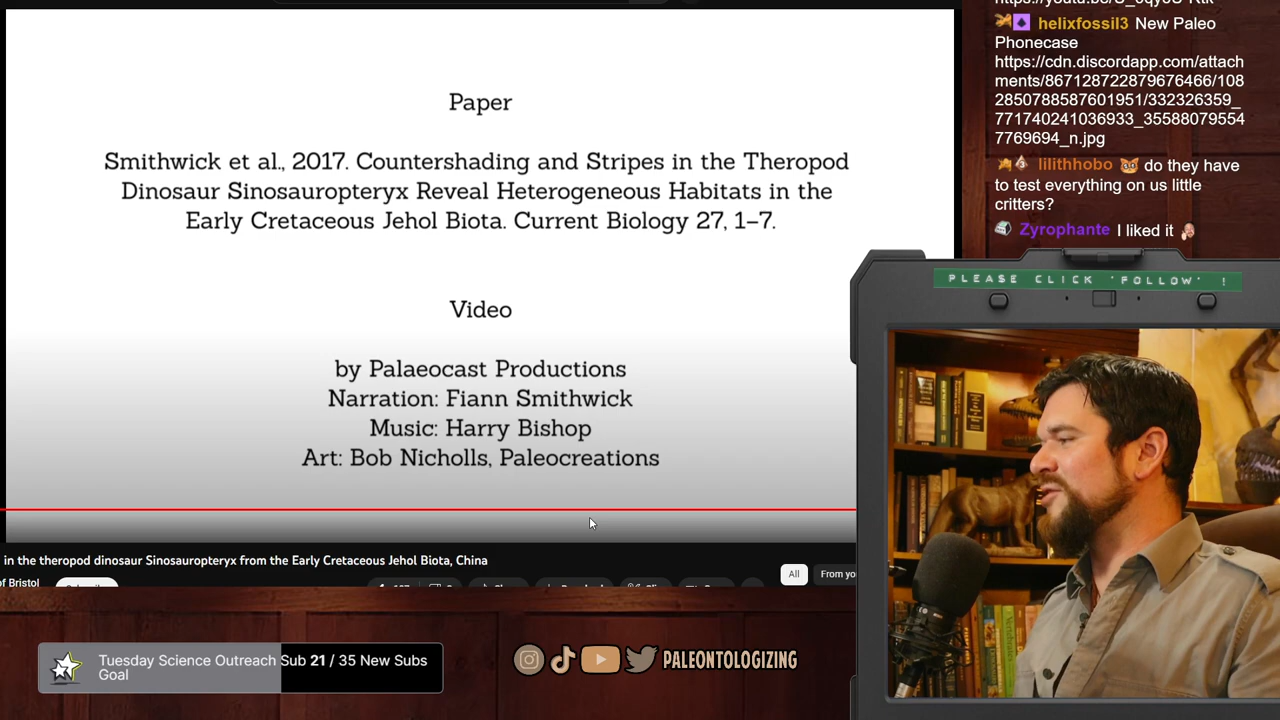 Paper
Smithwick et al., 2017. Countershading and Stripes in the Theropod
Dinosaur Sinosauropteryx Reveal Heterogeneous Habitats in the
Early Cretaceous Jehol Biota. Current Biology 27, 1–7.
Video
by Palaeocast Productions
Narration: Fiann Smithwick
Music: Harry Bishop
Art: Bob Nicholls, Paleocreations
in the theropod dinosaur Sinosauropteryx from the Early Cretaceous Jehol Biota, China
of Bristol
All
From yo
helixfossil3 New Paleo
Phonecase
https://cdn.discordapp.com/attach
ments/867128722879676466/108
2850788587601951/332326359_
771740241036933_35588079554
7769694_n.jpg
lilithhobo do they have
to test everything on us little
critters?
Zyrophante I liked it
PLEASE CLICK 'FOLLOW' !
Tuesday Science Outreach Sub 21 / 35 New Subs
Goal
PALEONTOLOGIZING